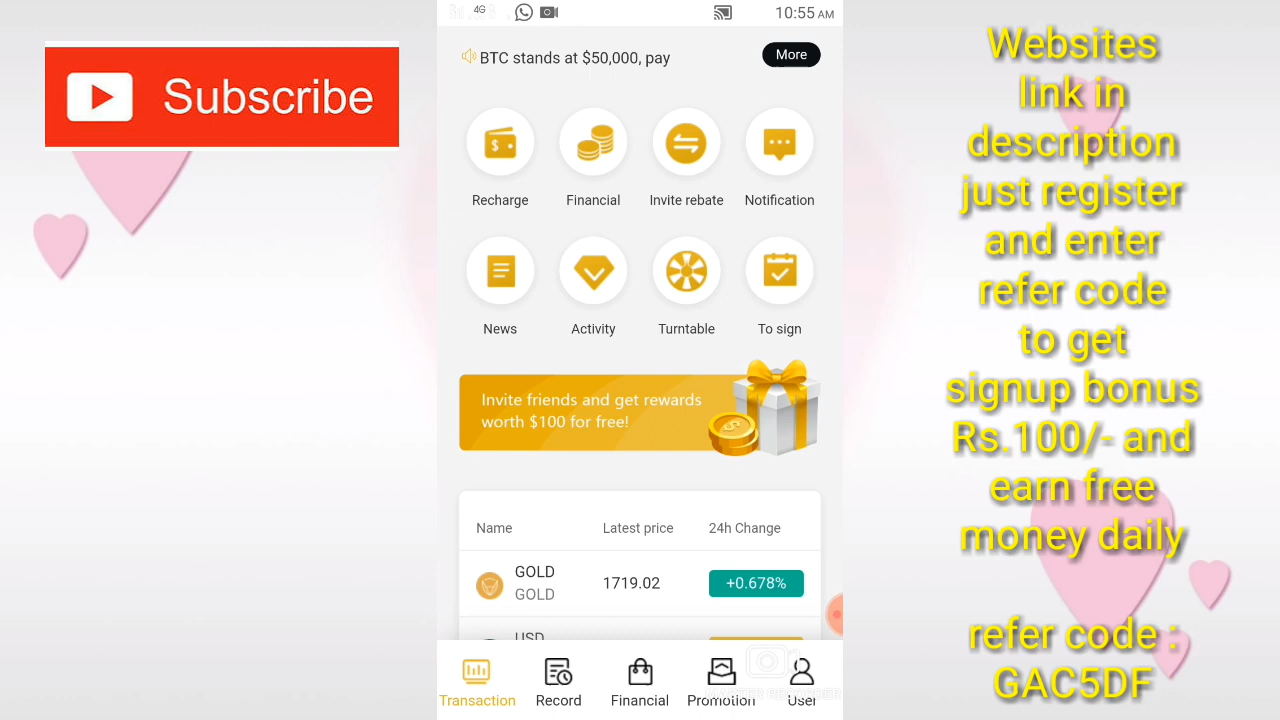 Subscribe
4G
10:55 AM
BTC stands at $50,000, pay
More
Recharge
Financial
Invite rebate
Notification
News
Activity
Turntable
To sign
Invite friends and get rewards
worth $100 for free!
Name
Latest price
24h Change
GOLD
GOLD
1719.02
+0.678%
USD
Transaction
Record
Financial
Promotion
User
Websites
link in
description
just register
and enter
refer code
to get
signup bonus
Rs.100/- and
earn free
money daily
refer code :
GAC5DF